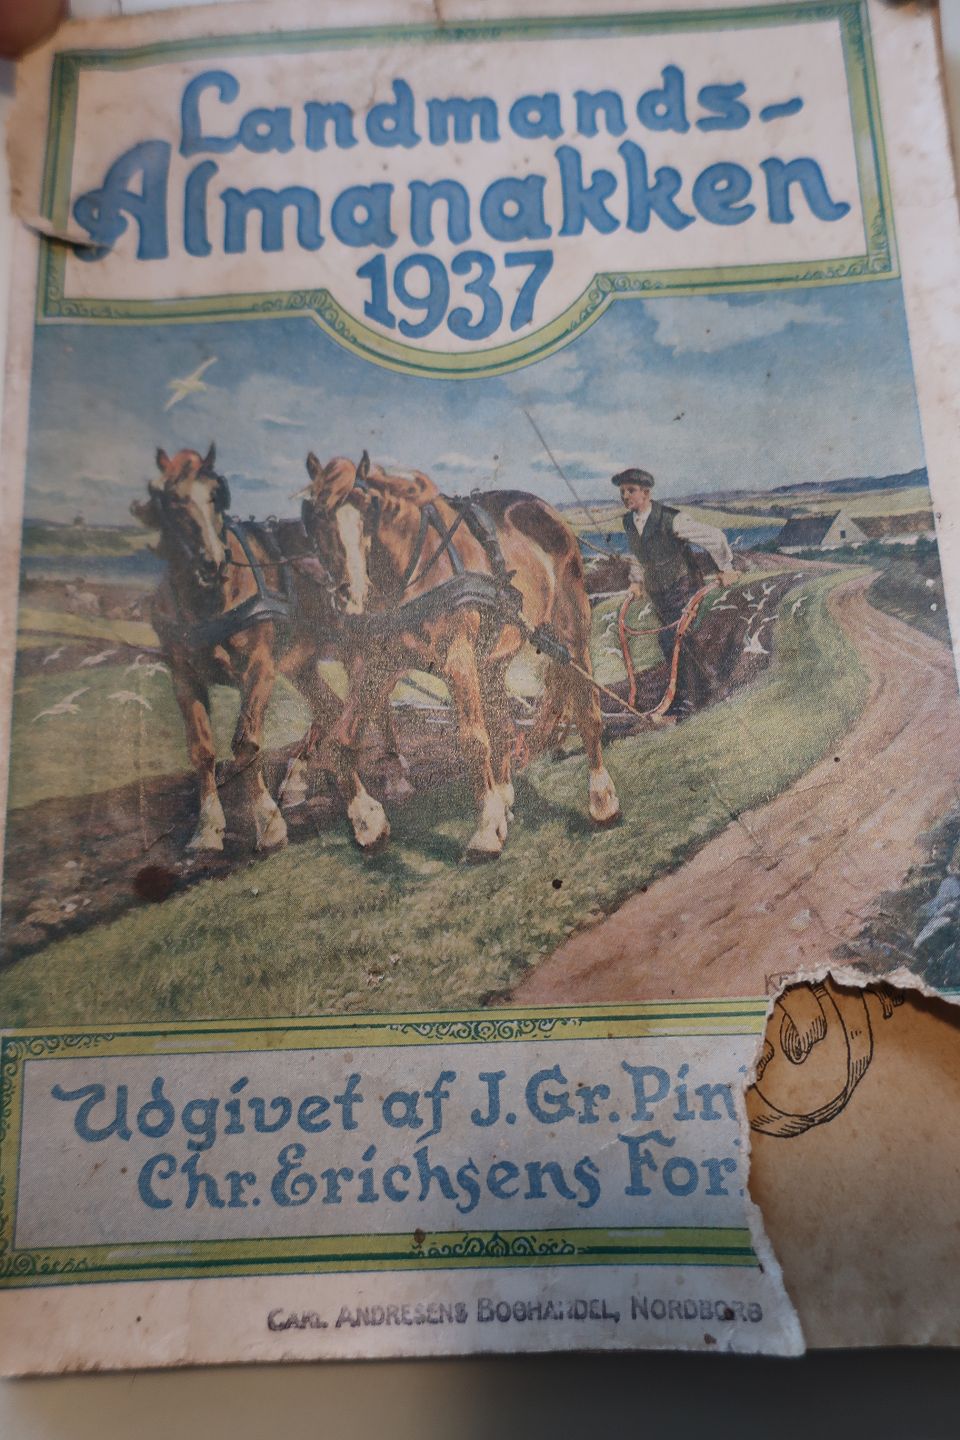 Landmands-
Almanakken
1937
Udgivet af J. Gr. Pin
Chr. Erichsens For
CARL ANDRESENS BOGHANDEL, NORDBORG